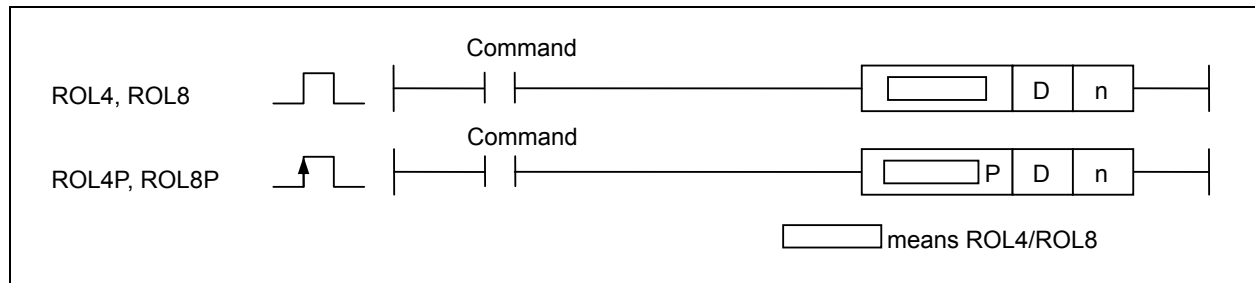 Command
ROL4, ROL8 D n
Command
ROL4P, ROL8P P D n
means ROL4/ROL8